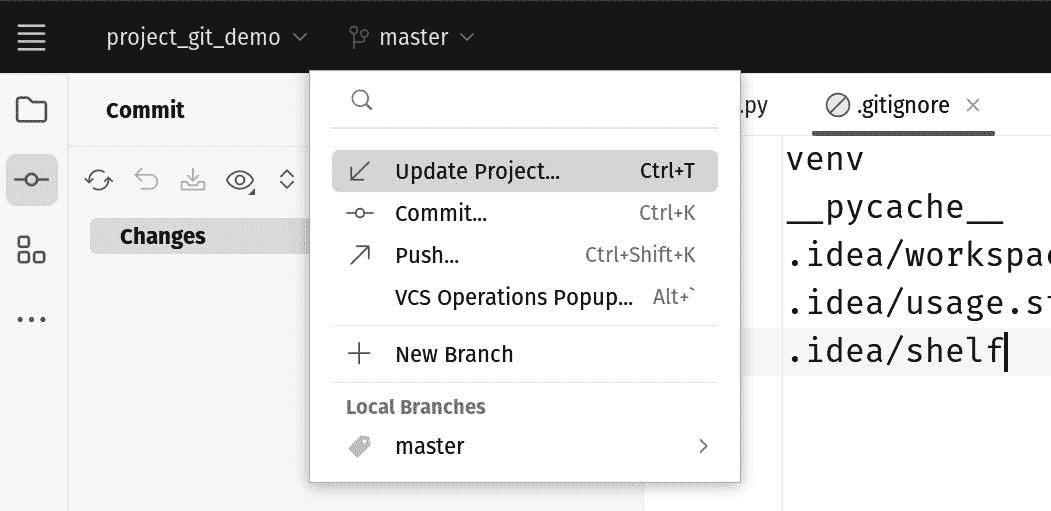 project_git_demo master
Commit
Changes
Update Project... Ctrl+T
Commit... Ctrl+K
Push... Ctrl+Shift+K
VCS Operations Popup... Alt+`
New Branch
Local Branches
master
.py .gitignore
venv
__pycache__
.idea/workspac
.idea/usage.s
.idea/shelf